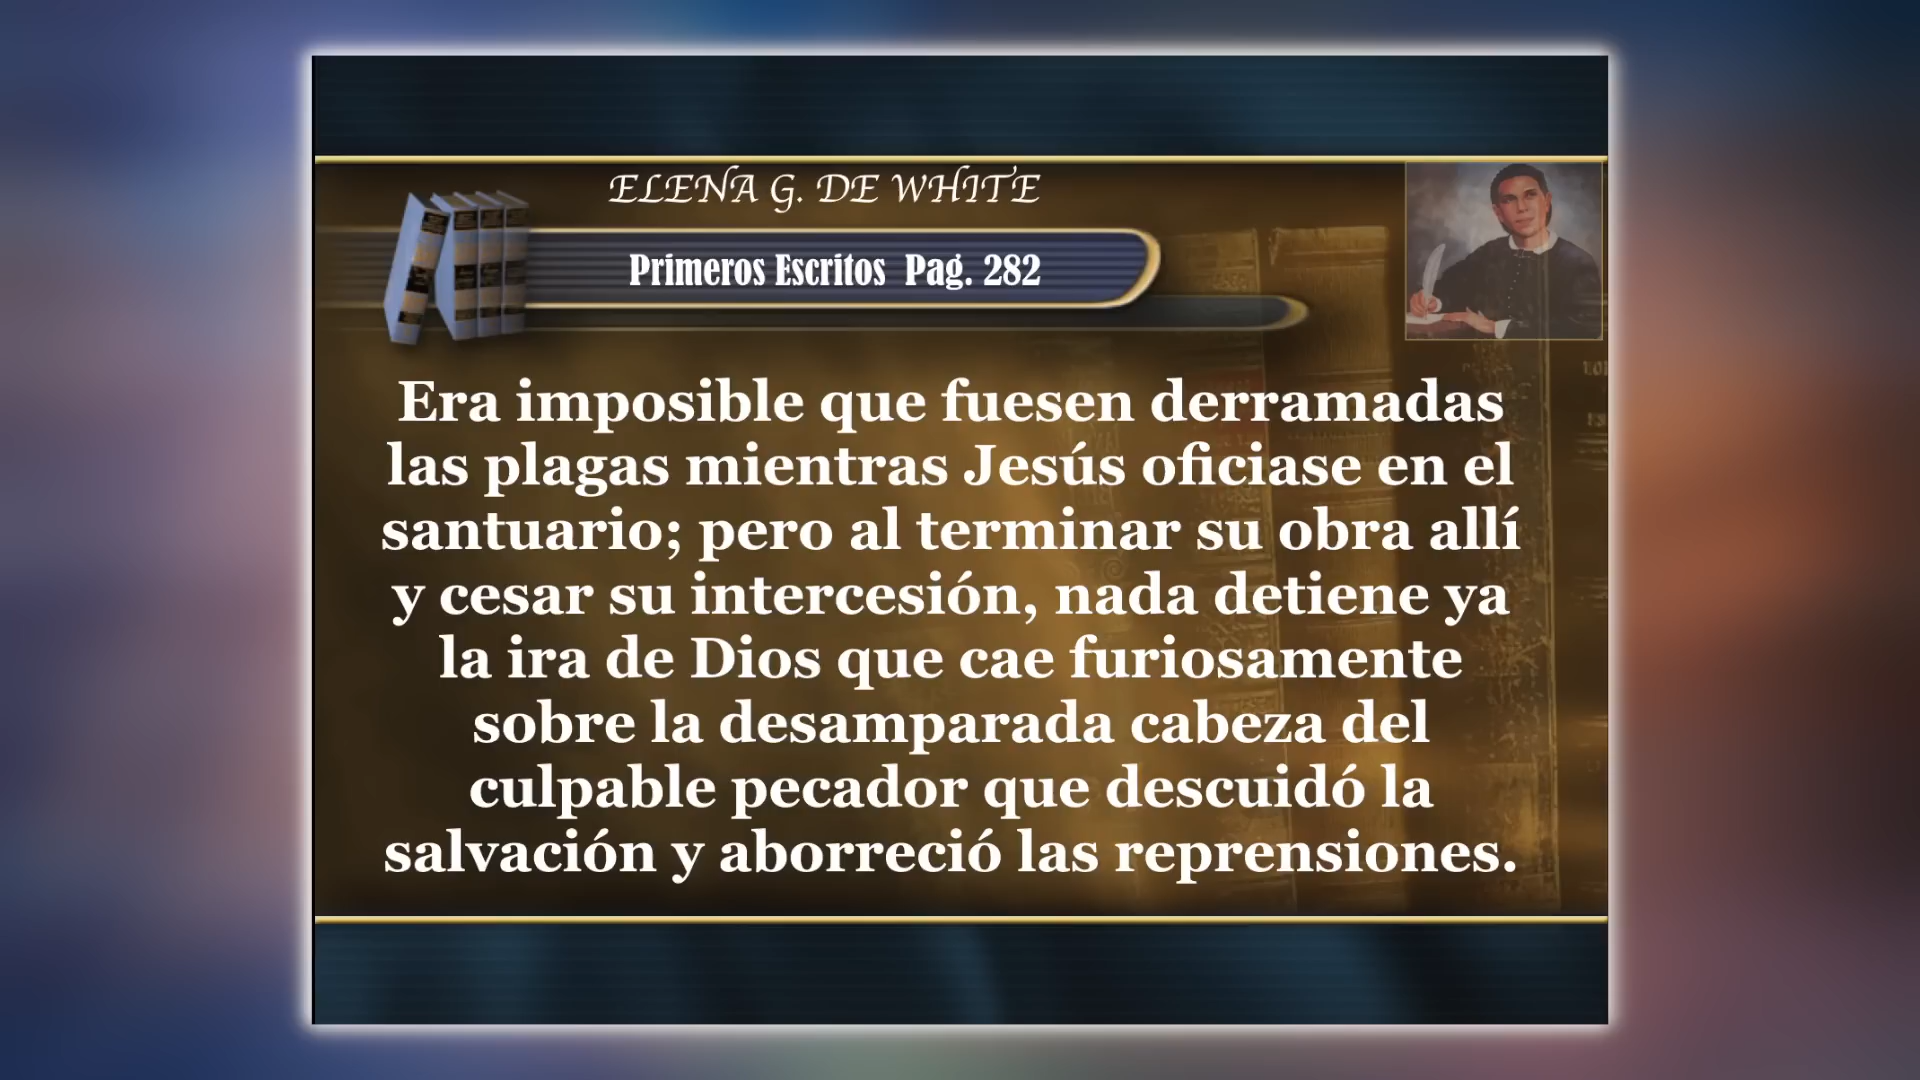 ELENA G. DE WHITE
Primeros Escritos Pag. 282
Era imposible que fuesen derramadas
las plagas mientras Jesús oficiase en el
santuario; pero al terminar su obra allí
y cesar su intercesión, nada detiene ya
la ira de Dios que cae furiosamente
sobre la desamparada cabeza del
culpable pecador que descuidó la
salvación y aborreció las reprensiones.